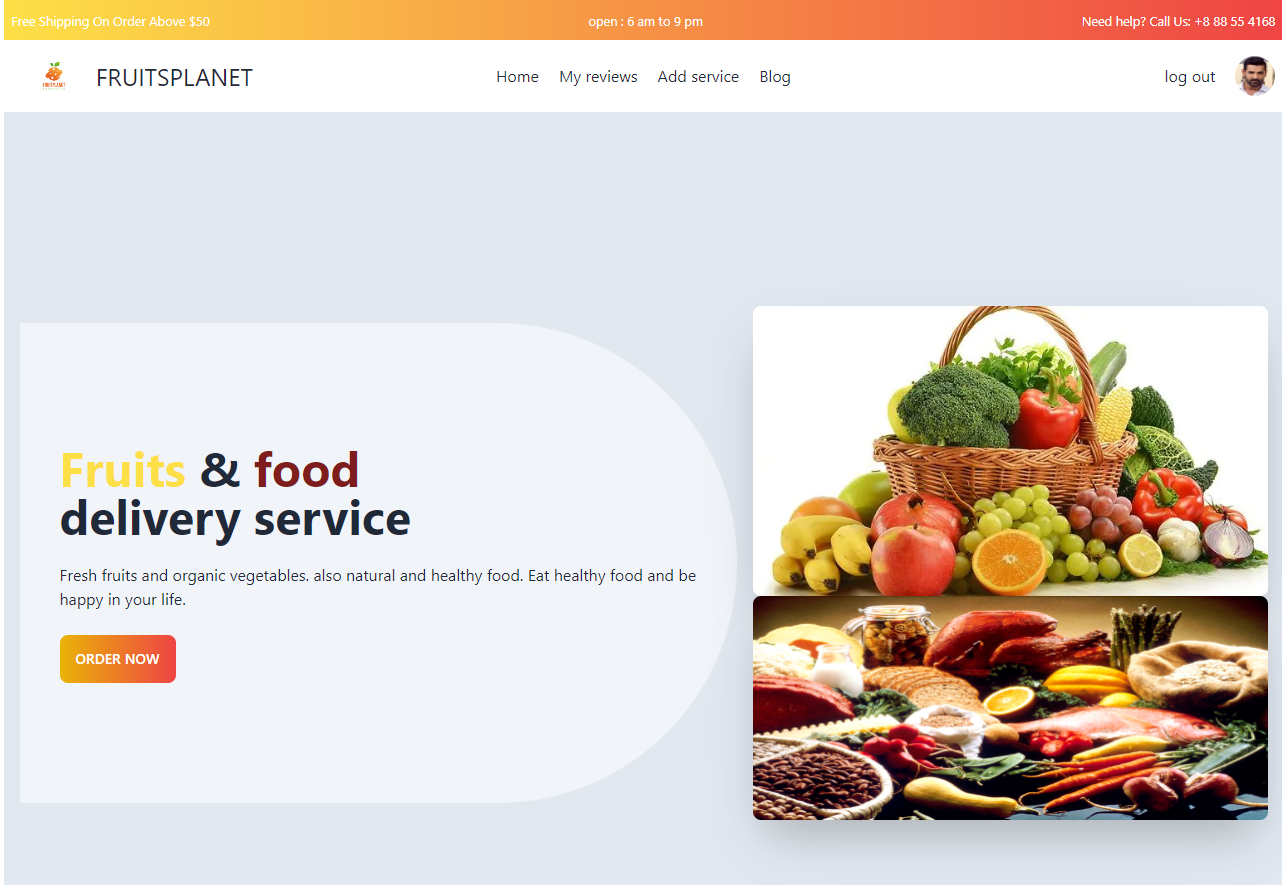 Free Shipping On Order Above $50
open : 6 am to 9 pm
Need help? Call Us: +8 88 55 4168
FRUITSPLANET
Home
My reviews
Add service
Blog
log out
Fruits & food
delivery service
Fresh fruits and organic vegetables. also natural and healthy food. Eat healthy food and be
happy in your life.
ORDER NOW